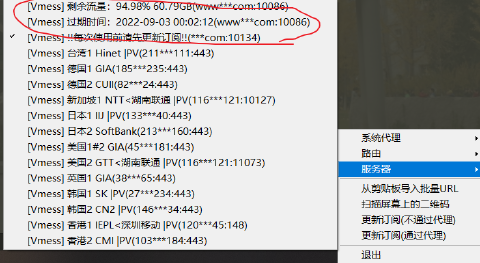 [Vmess] 剩余流量：94.98% 60.79GB(www***com:10086)
[Vmess] 过期时间：2022-09-03 00:02:12(www***com:10086)
[Vmess] !!每次使用前请先更新订阅!!(***com:10134)
[Vmess] 台湾1 Hinet |PV(211***111:443)
[Vmess] 德国1 GIA(185***235:443)
[Vmess] 德国2 CUII(82***24:443)
[Vmess] 新加坡1 NTT<湖南联通 |PV(116***121:10127)
[Vmess] 日本1 IIJ |PV(133***40:443)
[Vmess] 日本2 SoftBank(213***160:443)
[Vmess] 美国1#2 GIA(45***181:443)
[Vmess] 美国2 GTT<湖南联通 |PV(116***121:11073)
[Vmess] 英国1 GIA(38***65:443)
[Vmess] 韩国1 SK |PV(27***234:443)
[Vmess] 韩国2 CN2 |PV(146***34:443)
[Vmess] 香港1 IEPL<深圳移动 |PV(120***45:148)
[Vmess] 香港2 CMI |PV(103***184:443)
系统代理
路由
服务器
从剪贴板导入批量URL
扫描屏幕上的二维码
更新订阅(不通过代理)
更新订阅(通过代理)
退出